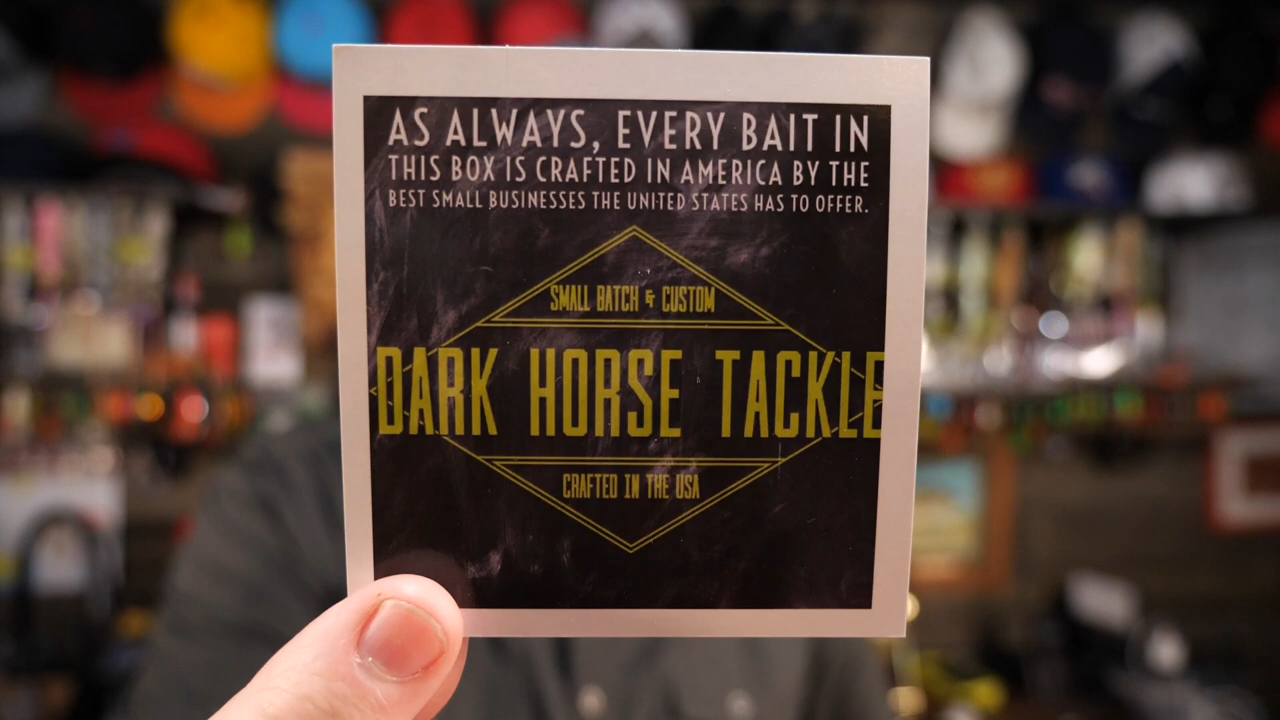 AS ALWAYS, EVERY BAIT IN
THIS BOX IS CRAFTED IN AMERICA BY THE
BEST SMALL BUSINESSES THE UNITED STATES HAS TO OFFER.
SMALL BATCH & CUSTOM
DARK HORSE TACKLE
CRAFTED IN THE USA